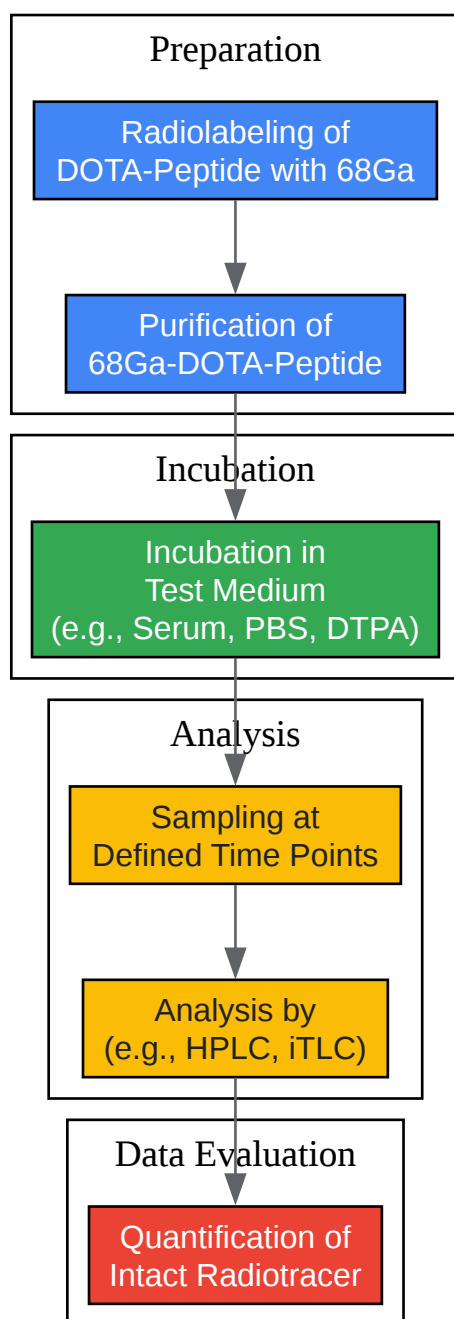 Preparation
Radiolabeling of
DOTA-Peptide with 68Ga
Purification of
68Ga-DOTA-Peptide
Incubation
Incubation in
Test Medium
(e.g., Serum, PBS, DTPA)
Analysis
Sampling at
Defined Time Points
Analysis by
(e.g., HPLC, iTLC)
Data Evaluation
Quantification of
Intact Radiotracer